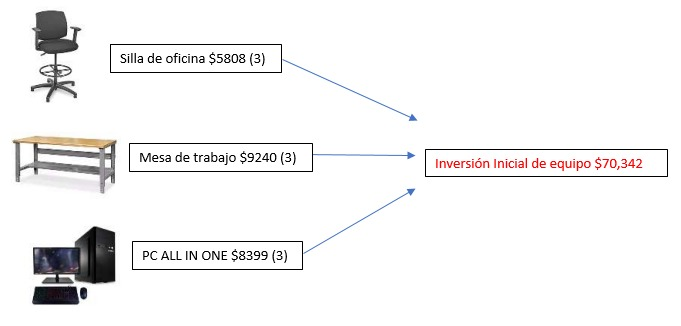 Silla de oficina $5808 (3)
Mesa de trabajo $9240 (3)
Inversión Inicial de equipo $70,342
PC ALL IN ONE $8399 (3)